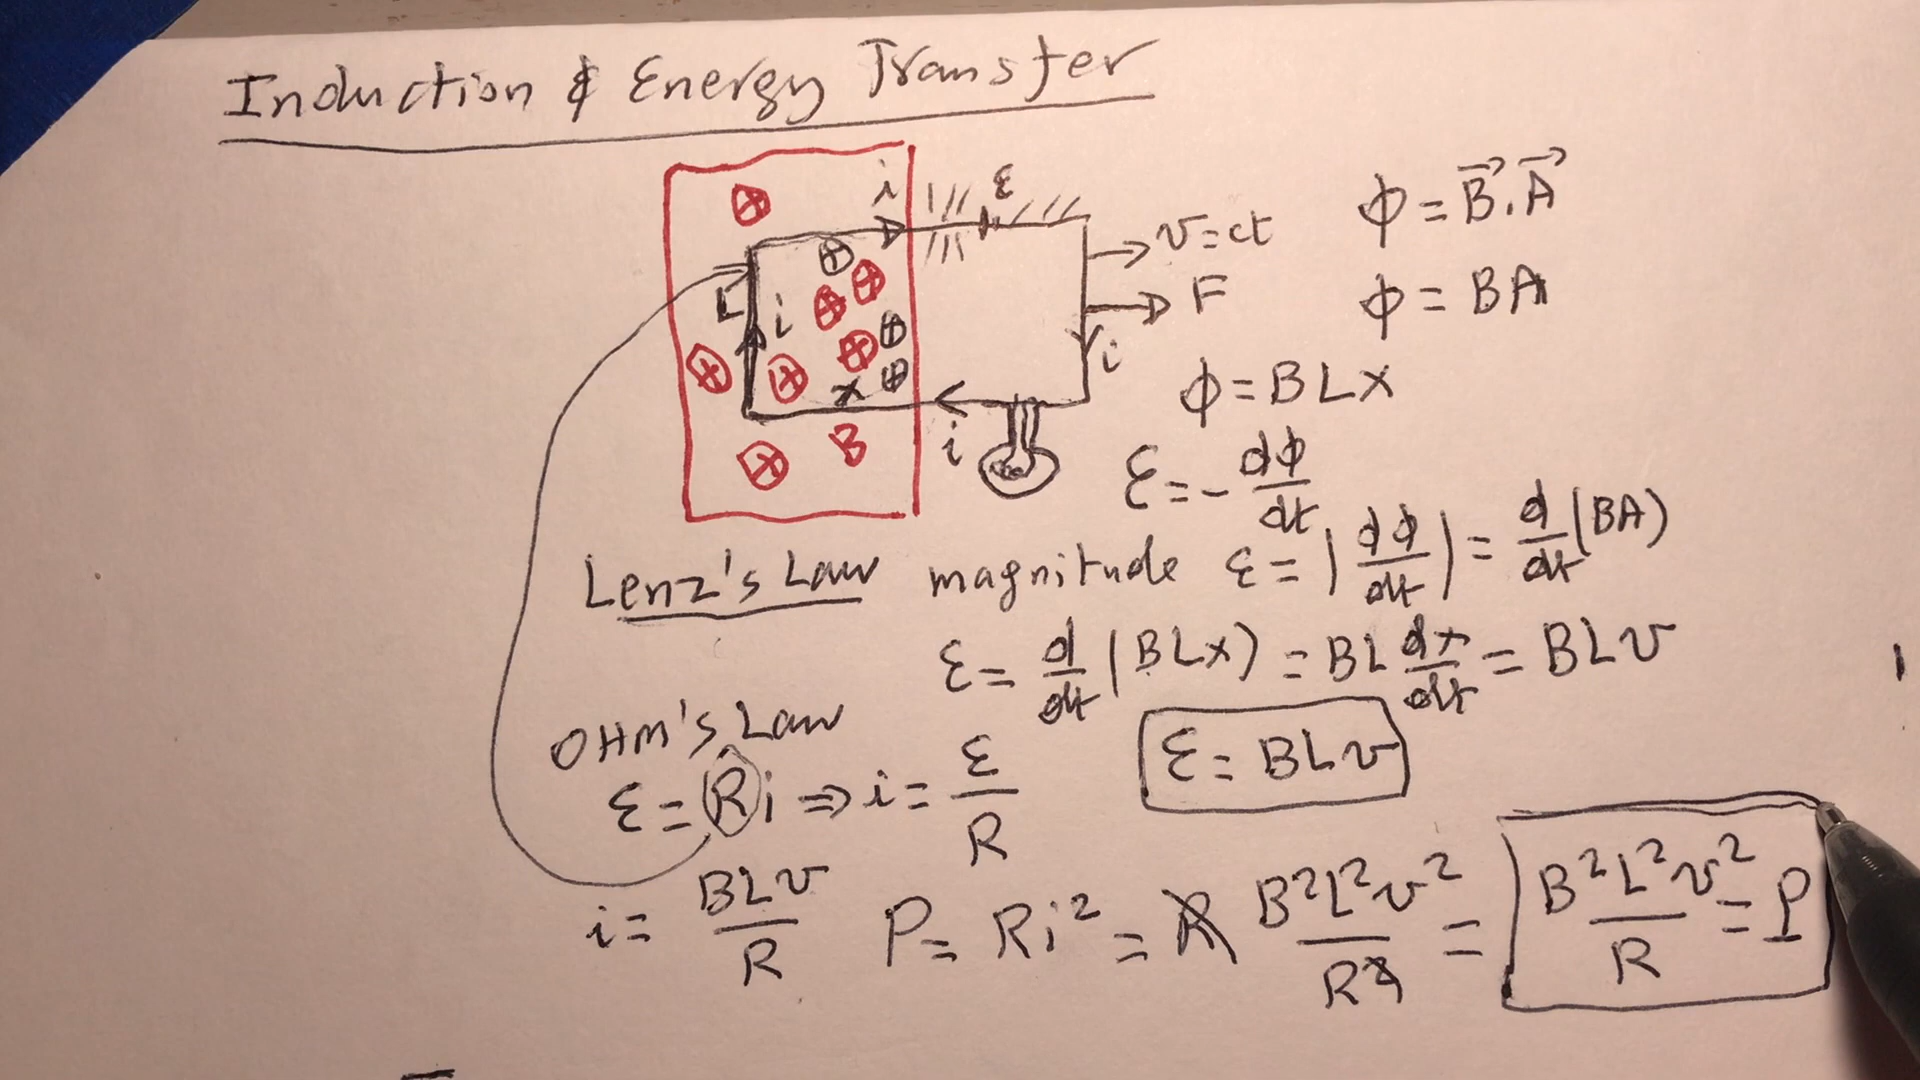 Induction & Energy Transfer
i ε
L i x B
v=ct
F
i
i
ϕ = B⃗.A⃗
ϕ = BA
ϕ = BLx
ε = - dϕ/dt
Lenz's Law magnitude ε = |dϕ/dt| = d/dt (BA)
ε = d/dt (BLx) = BL dx/dt = BLv
OHM'S Law
ε = BLv
ε = Ri ⇒ i = ε/R
i = BLv/R P = Ri² = R B²L²v²/R² = B²L²v²/R = P